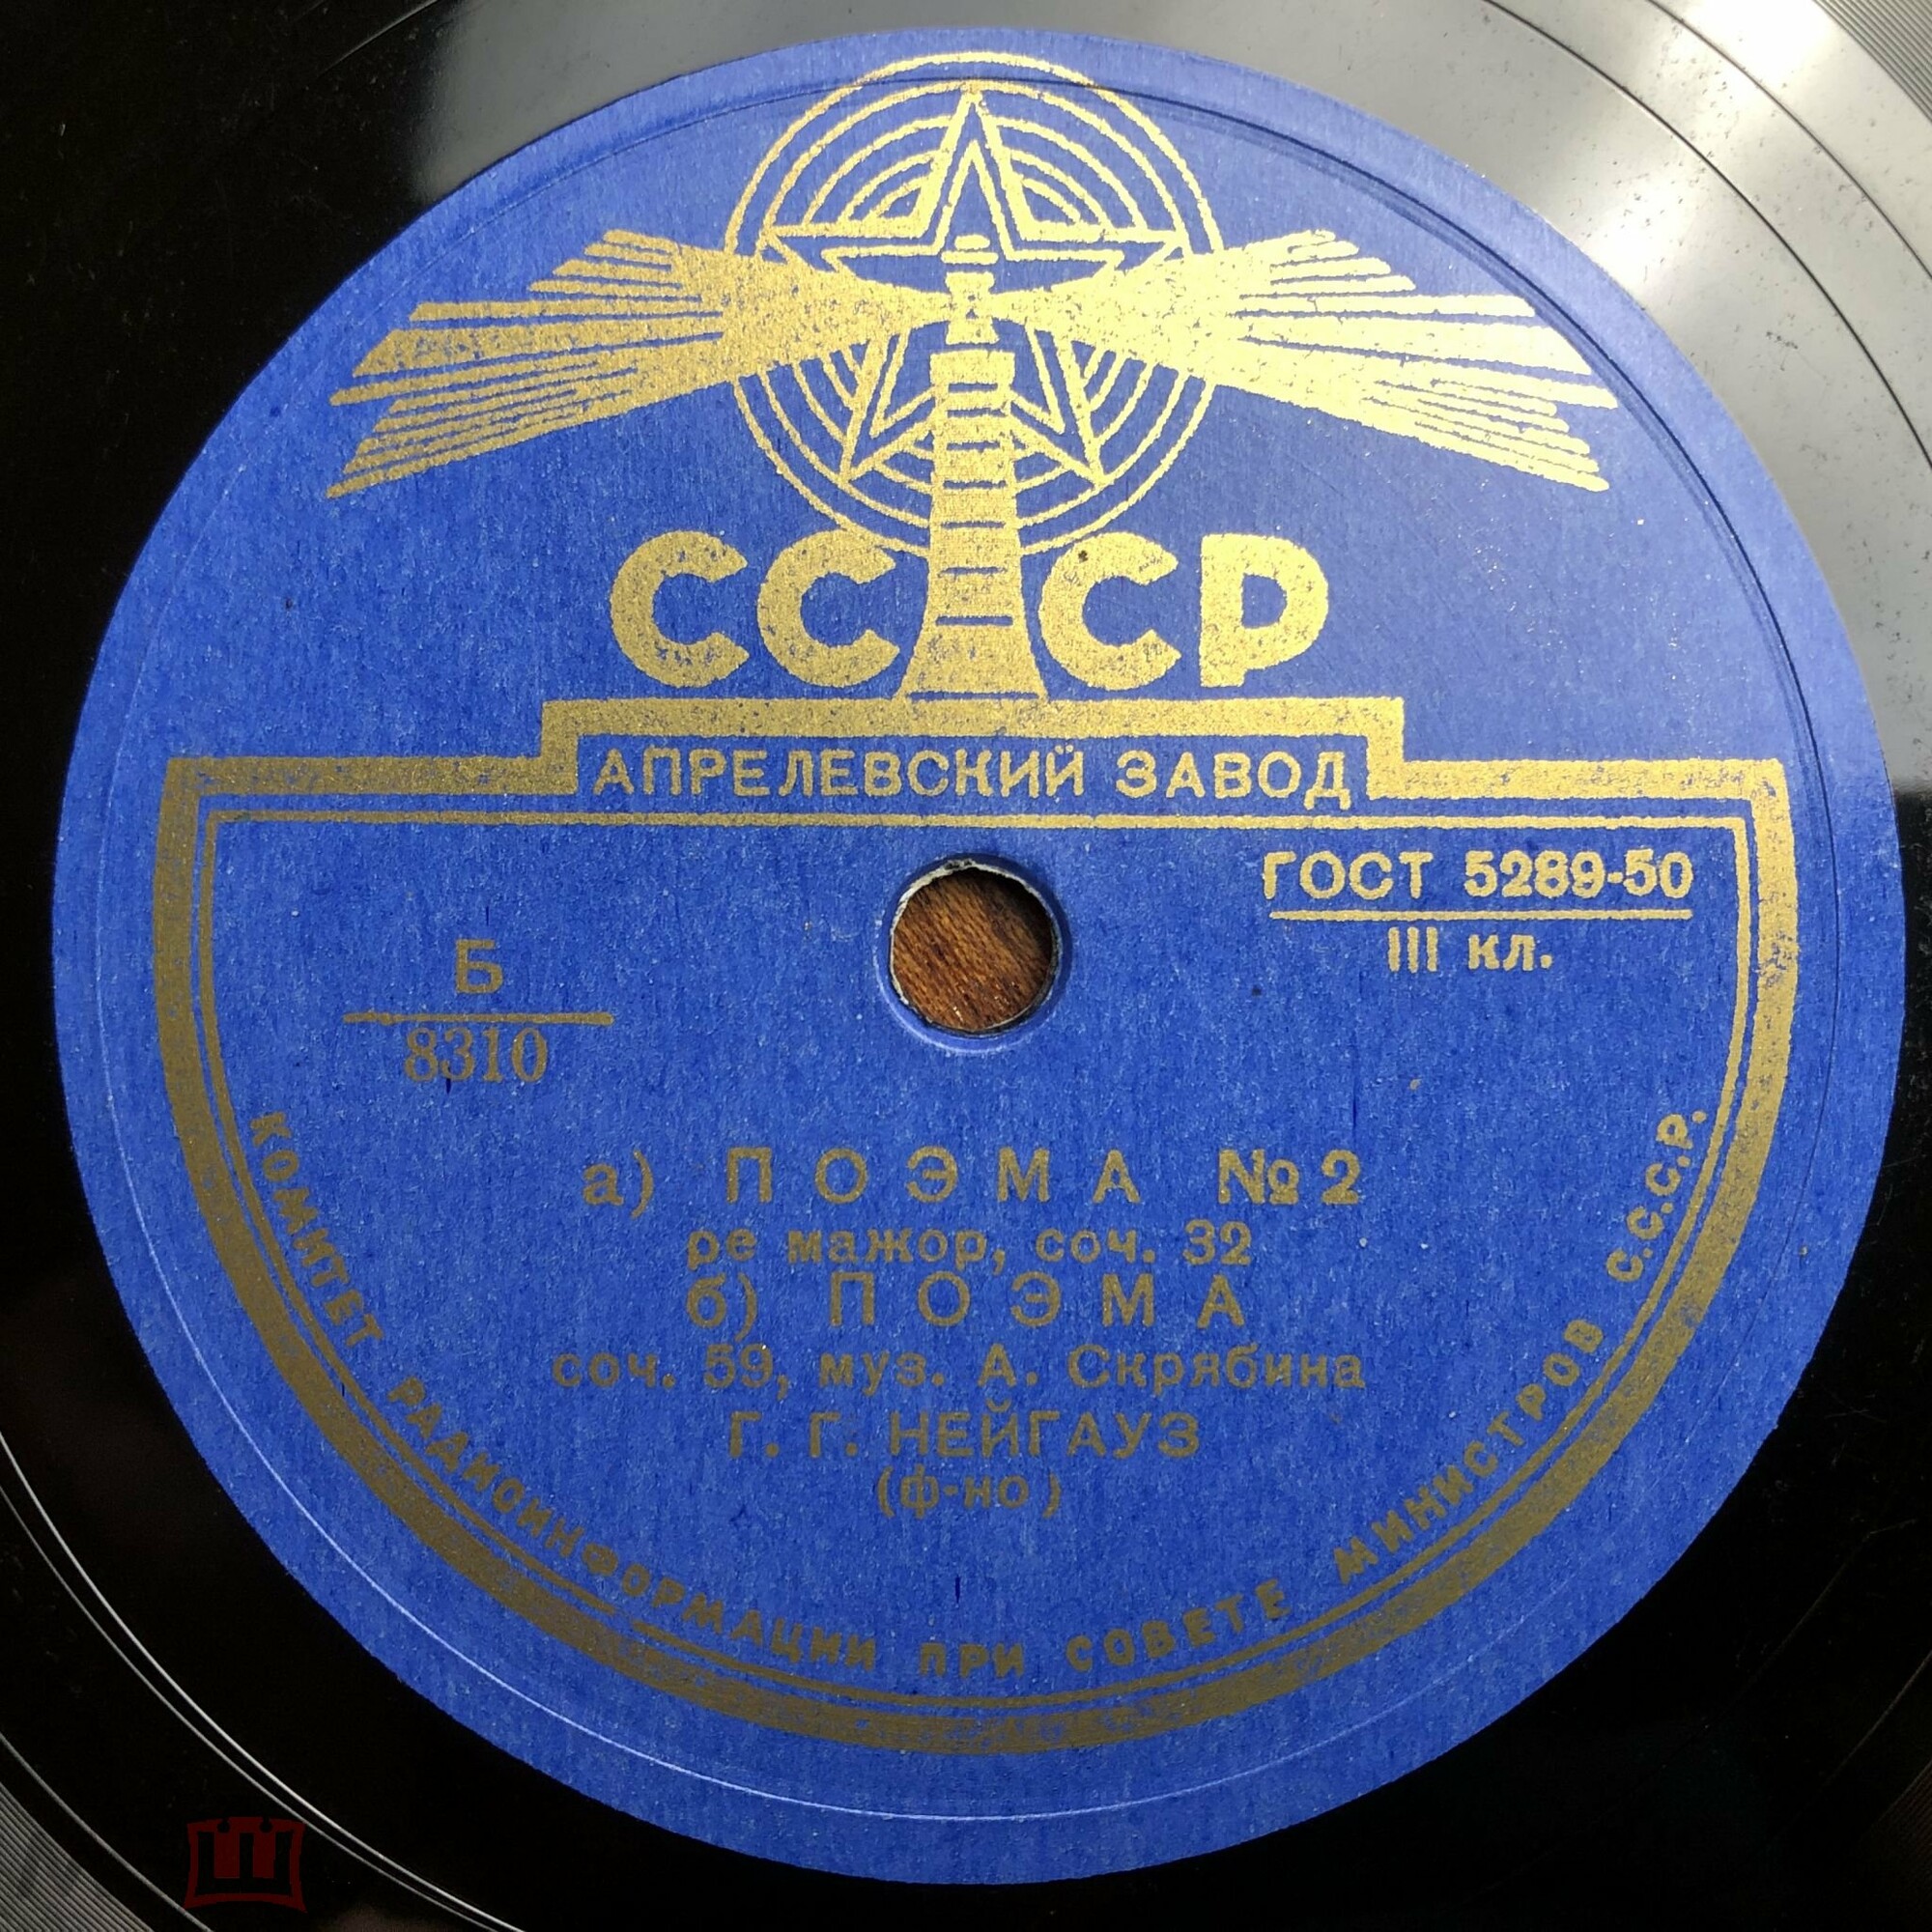 СССР
АПРЕЛЕВСКИЙ ЗАВОД
ГОСТ 5289-50
III кл.
Б
8310
а) ПОЭМА №2
ре мажор, соч. 32
б) ПОЭМА
соч. 59, муз. А. Скрябина
Г. Г. НЕЙГАУЗ
(ф-но)
КОМИТЕТ РАДИОИНФОРМАЦИИ ПРИ СОВЕТЕ МИНИСТРОВ С.С.С.Р.
Ш